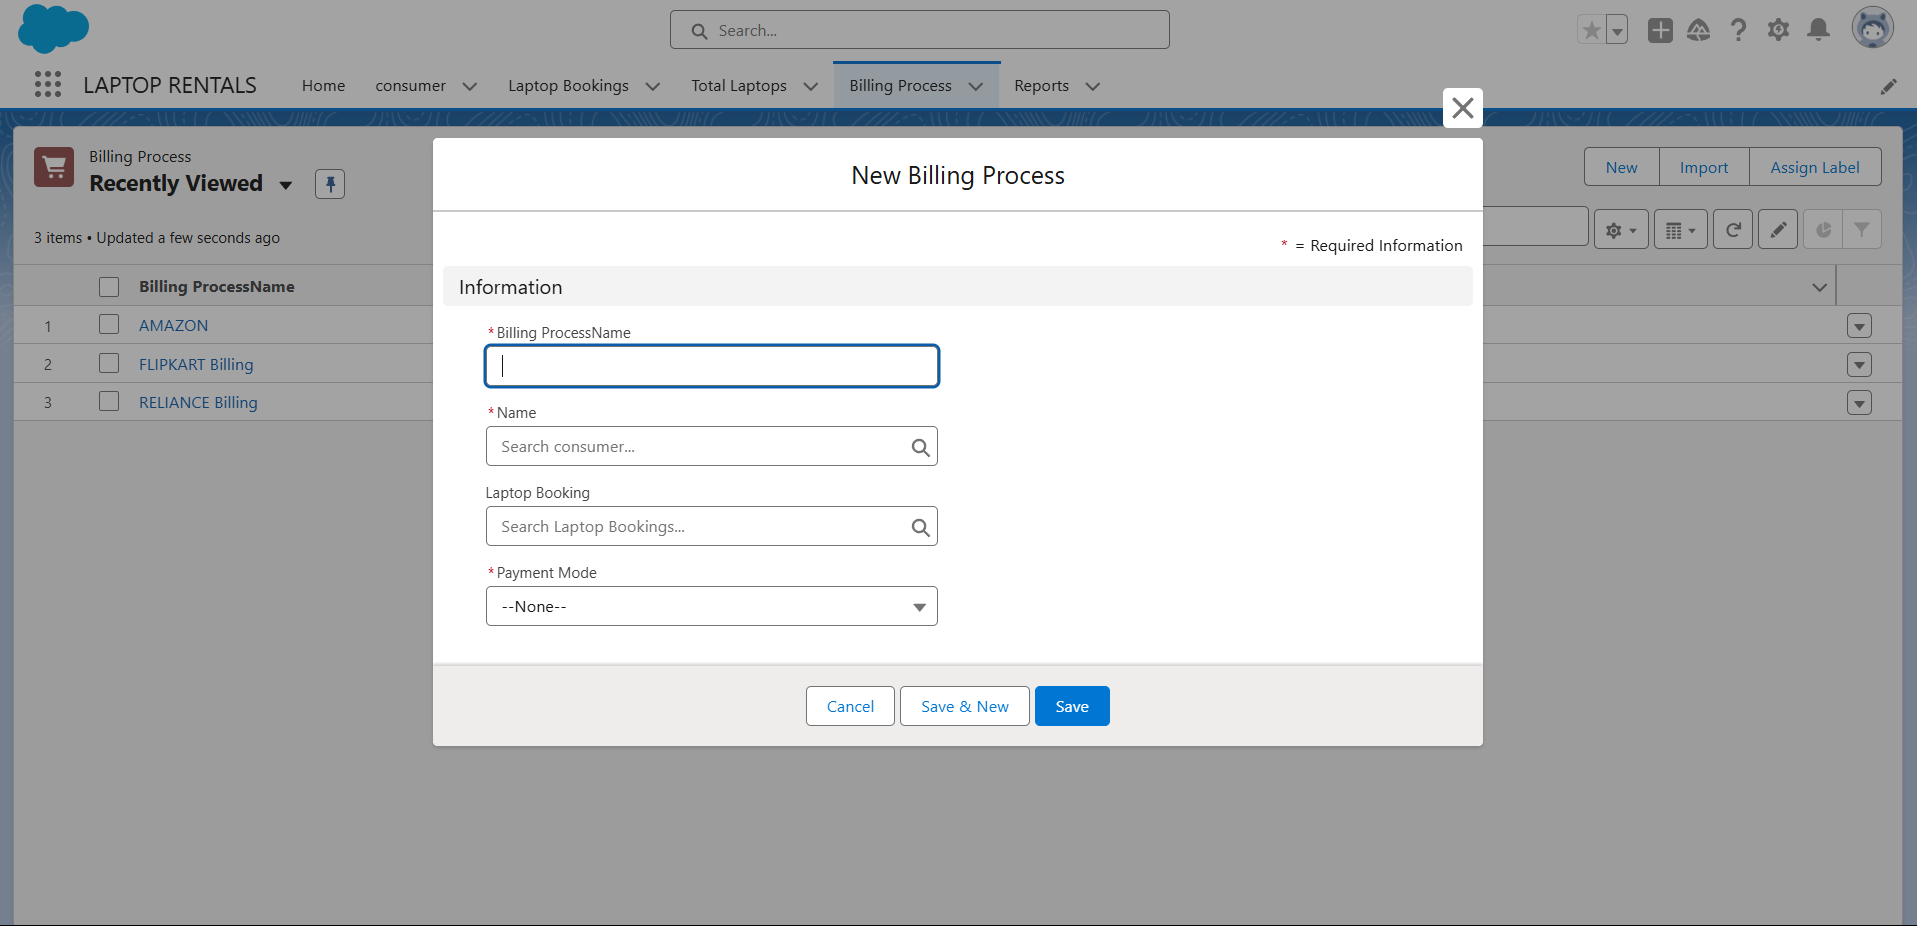 Search...
LAPTOP RENTALS Home consumer Laptop Bookings Total Laptops Billing Process Reports
Billing Process
Recently Viewed
New Import Assign Label
3 items • Updated a few seconds ago
Billing ProcessName
1 AMAZON
2 FLIPKART Billing
3 RELIANCE Billing
New Billing Process
* = Required Information
Information
*Billing ProcessName
*Name
Search consumer...
Laptop Booking
Search Laptop Bookings...
*Payment Mode
--None--
Cancel Save & New Save